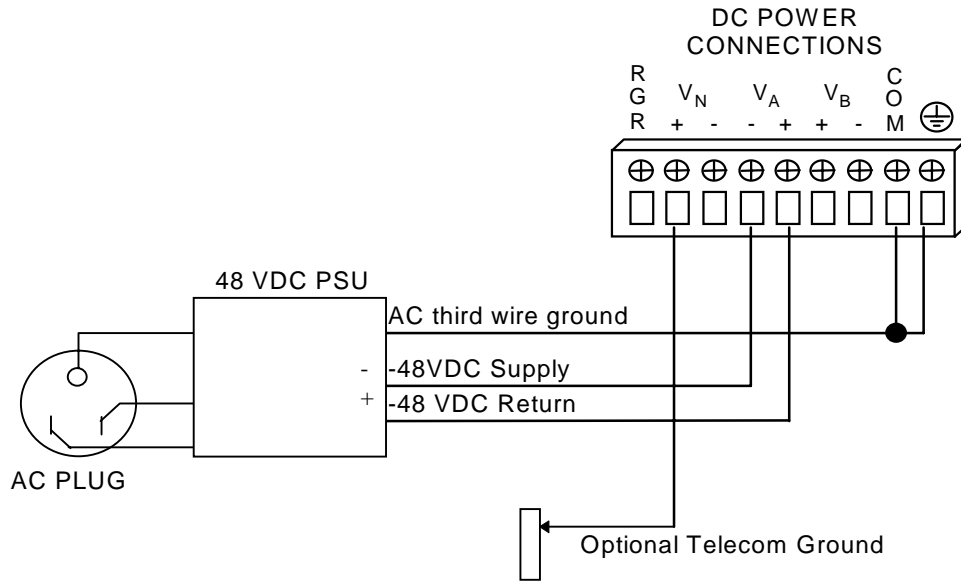 DC POWER
CONNECTIONS
R
G
R
V_N
V_A
V_B
C
O
M
+ - - + + -
48 VDC PSU
AC third wire ground
- -48VDC Supply
+ -48 VDC Return
AC PLUG
Optional Telecom Ground